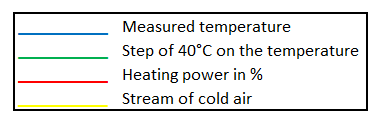 Measured temperature
Step of 40°C on the temperature
Heating power in %
Stream of cold air